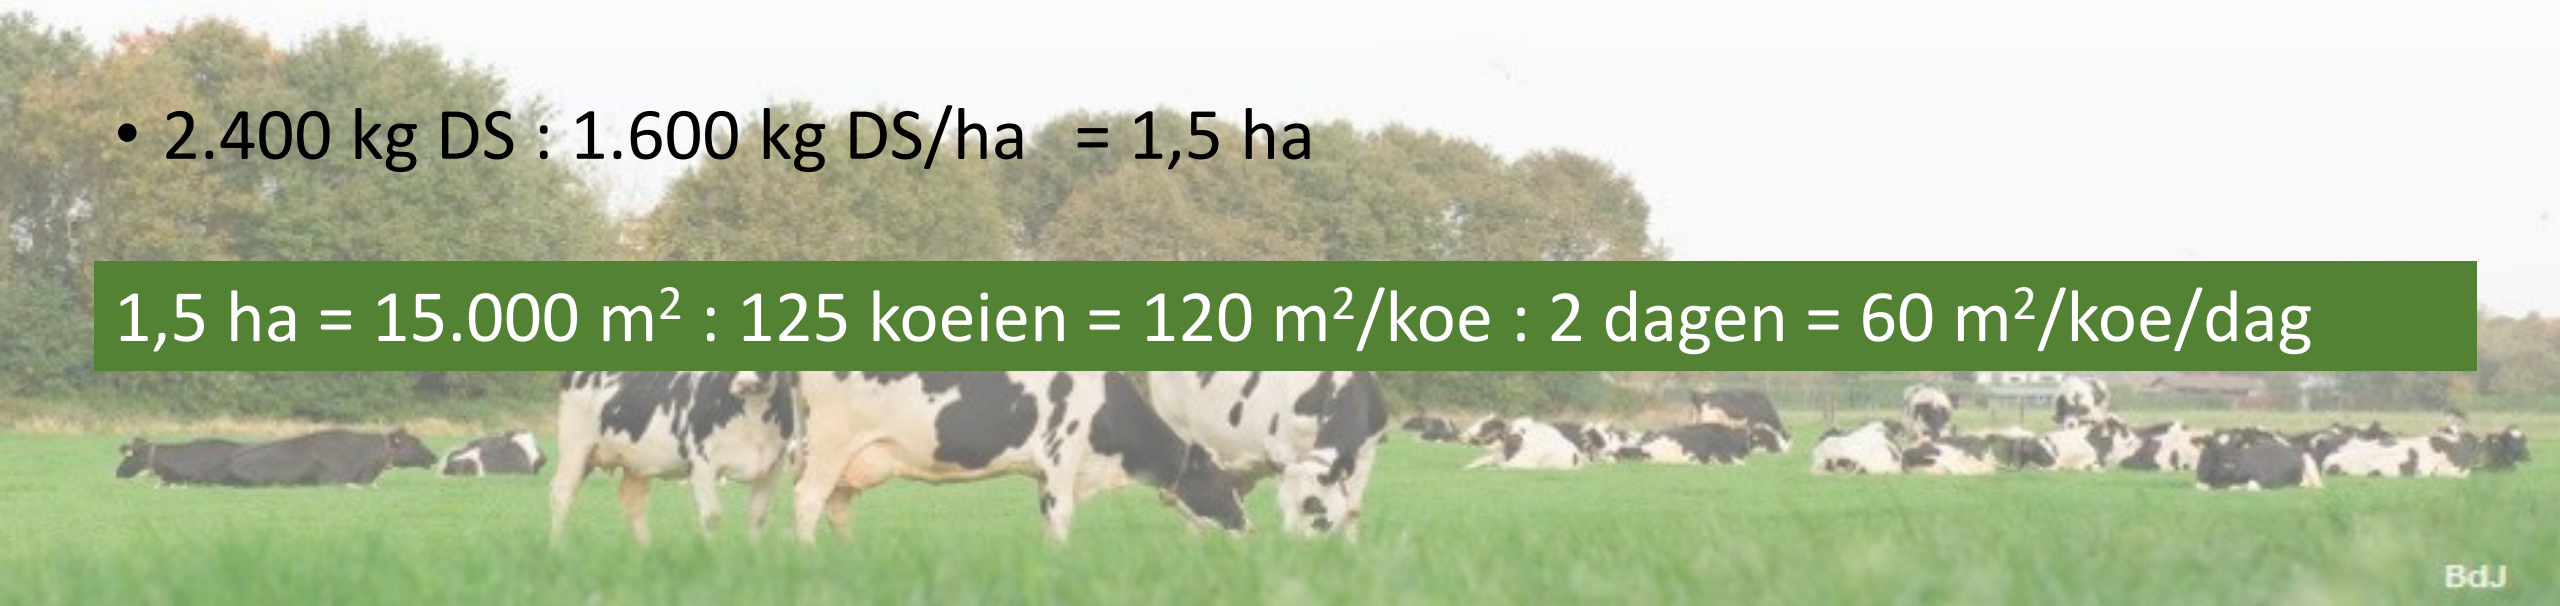 • 2.400 kg DS : 1.600 kg DS/ha = 1,5 ha
1,5 ha = 15.000 m² : 125 koeien = 120 m²/koe : 2 dagen = 60 m²/koe/dag
BdJ